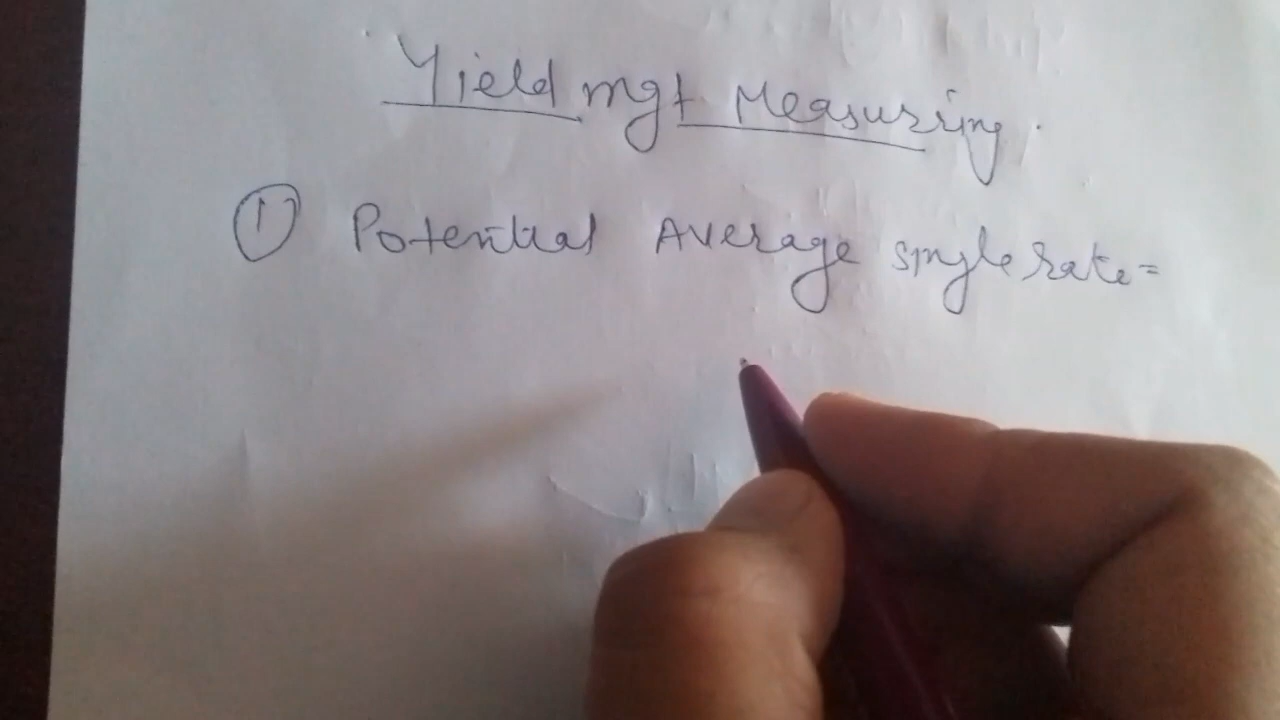 Yield mgt Measuring.
① Potential Average single rate=